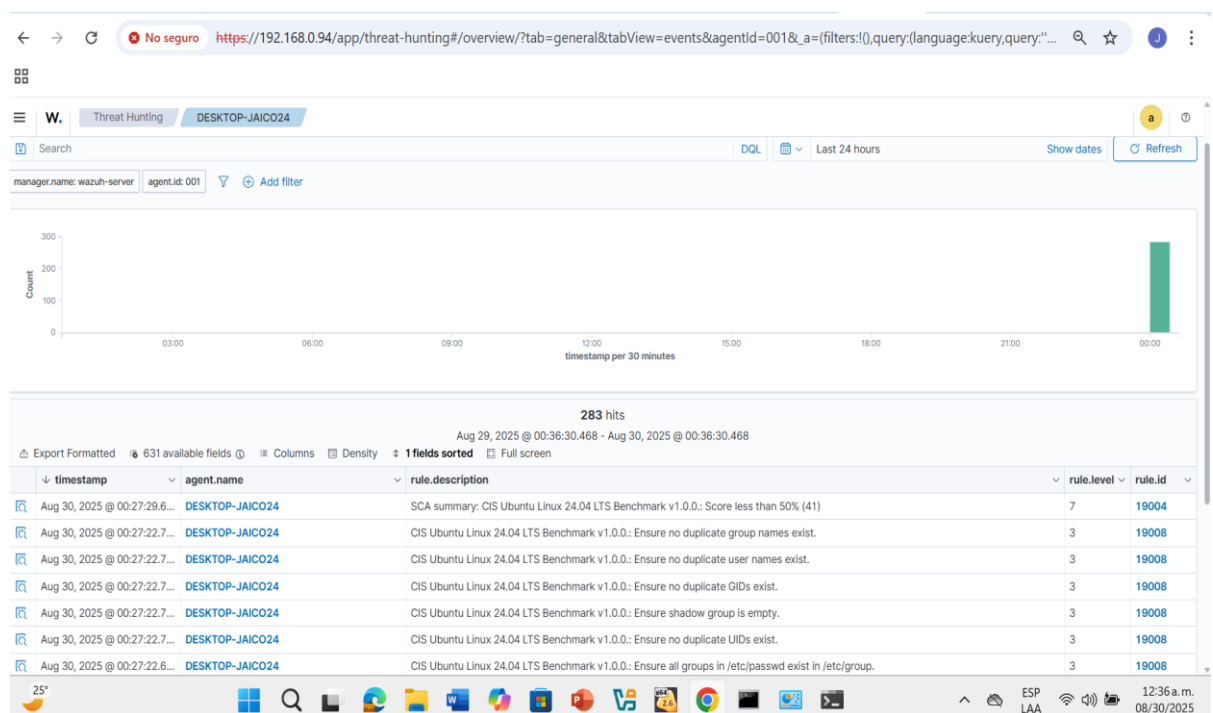 No seguro https://192.168.0.94/app/threat-hunting#/overview/?tab=general&tabView=events&agentId=001&_a=(filters:!(),query:(language:kuery,query:''... J
W. Threat Hunting DESKTOP-JAICO24 a
Search DQL Last 24 hours Show dates Refresh
manager.name: wazuh-server agent.id: 001 Add filter
300
200
100
0
Count
03:00 06:00 09:00 12:00 15:00 18:00 21:00 00:00
timestamp per 30 minutes
283 hits
Aug 29, 2025 @ 00:36:30.468 - Aug 30, 2025 @ 00:36:30.468
Export Formatted 631 available fields Columns Density 1 fields sorted Full screen
timestamp agent.name rule.description rule.level rule.id
Aug 30, 2025 @ 00:27:29.6... DESKTOP-JAICO24 SCA summary: CIS Ubuntu Linux 24.04 LTS Benchmark v1.0.0.: Score less than 50% (41) 7 19004
Aug 30, 2025 @ 00:27:22.7... DESKTOP-JAICO24 CIS Ubuntu Linux 24.04 LTS Benchmark v1.0.0.: Ensure no duplicate group names exist. 3 19008
Aug 30, 2025 @ 00:27:22.7... DESKTOP-JAICO24 CIS Ubuntu Linux 24.04 LTS Benchmark v1.0.0.: Ensure no duplicate user names exist. 3 19008
Aug 30, 2025 @ 00:27:22.7... DESKTOP-JAICO24 CIS Ubuntu Linux 24.04 LTS Benchmark v1.0.0.: Ensure no duplicate GIDs exist. 3 19008
Aug 30, 2025 @ 00:27:22.7... DESKTOP-JAICO24 CIS Ubuntu Linux 24.04 LTS Benchmark v1.0.0.: Ensure shadow group is empty. 3 19008
Aug 30, 2025 @ 00:27:22.7... DESKTOP-JAICO24 CIS Ubuntu Linux 24.04 LTS Benchmark v1.0.0.: Ensure no duplicate UIDs exist. 3 19008
Aug 30, 2025 @ 00:27:22.6... DESKTOP-JAICO24 CIS Ubuntu Linux 24.04 LTS Benchmark v1.0.0.: Ensure all groups in /etc/passwd exist in /etc/group. 3 19008
25° x64 2.6 ESP 12:36 a. m.
LAA 08/30/2025